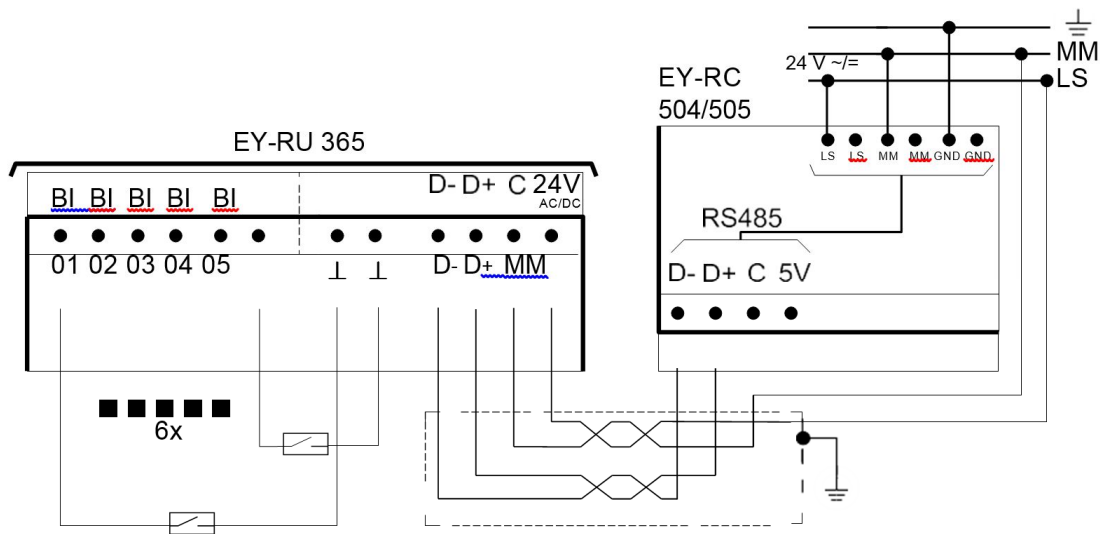 MM
24 V ~/=
LS
EY-RC
504/505
EY-RU 365
LS LS MM MM GND GND
D- D+ C 24V
AC/DC
BI BI BI BI BI
RS485
01 02 03 04 05
⊥ ⊥
D- D+ MM
D- D+ C 5V
6x